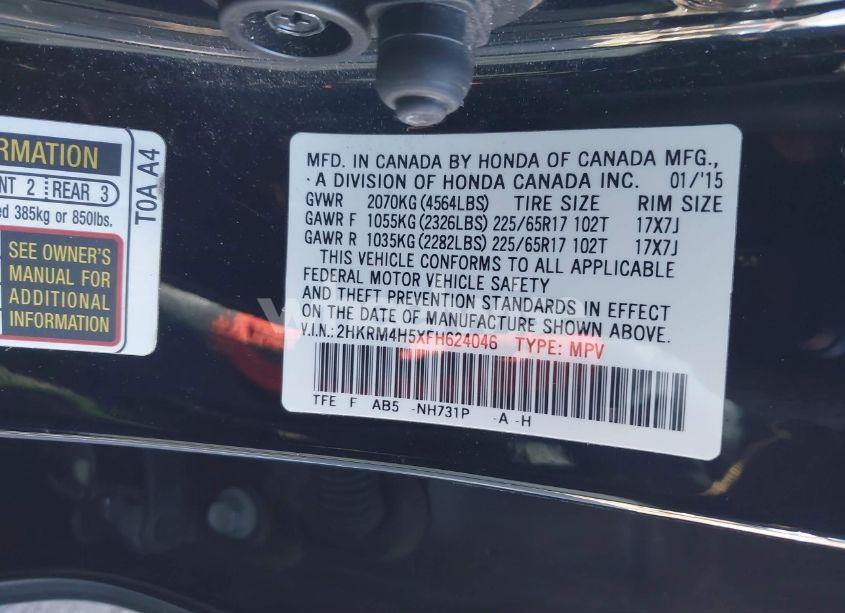 RMATION
NT 2 REAR 3
ed 385kg or 850lbs.
SEE OWNER'S
MANUAL FOR
ADDITIONAL
INFORMATION
T0A A4
MFD. IN CANADA BY HONDA OF CANADA MFG.,
A DIVISION OF HONDA CANADA INC. 01/'15
GVWR 2070KG (4564LBS) TIRE SIZE RIM SIZE
GAWR F 1055KG (2326LBS) 225/65R17 102T 17X7J
GAWR R 1035KG (2282LBS) 225/65R17 102T 17X7J
THIS VEHICLE CONFORMS TO ALL APPLICABLE
FEDERAL MOTOR VEHICLE SAFETY
AND THEFT PREVENTION STANDARDS IN EFFECT
ON THE DATE OF MANUFACTURE SHOWN ABOVE.
V.I.N.: 2HKRM4H5XFH624046 TYPE: MPV
TFE F AB5 -NH731P -A -H